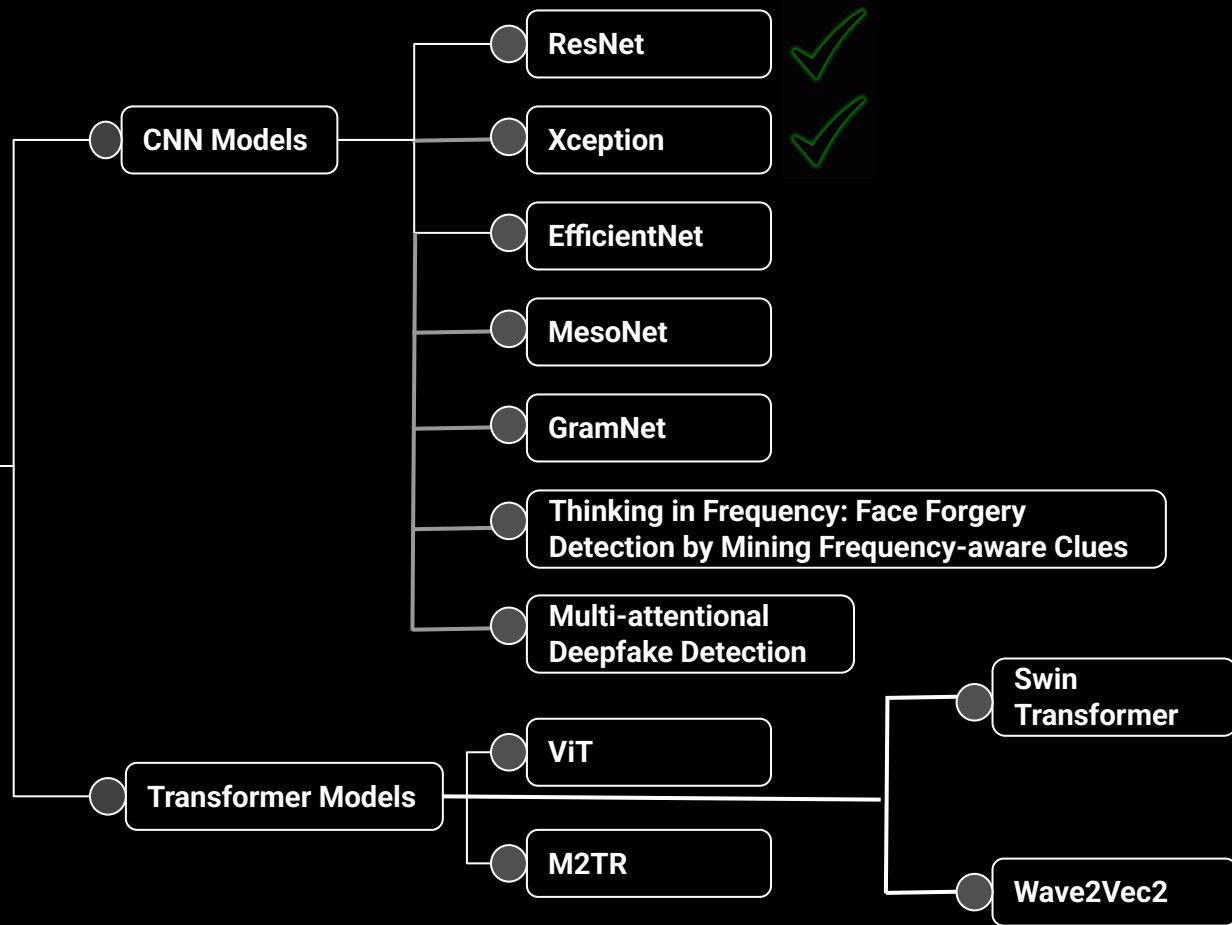 ResNet
CNN Models
Xception
EfficientNet
MesoNet
GramNet
Thinking in Frequency: Face Forgery
Detection by Mining Frequency-aware Clues
Multi-attentional
Deepfake Detection
Swin
Transformer
ViT
Transformer Models
M2TR
Wave2Vec2